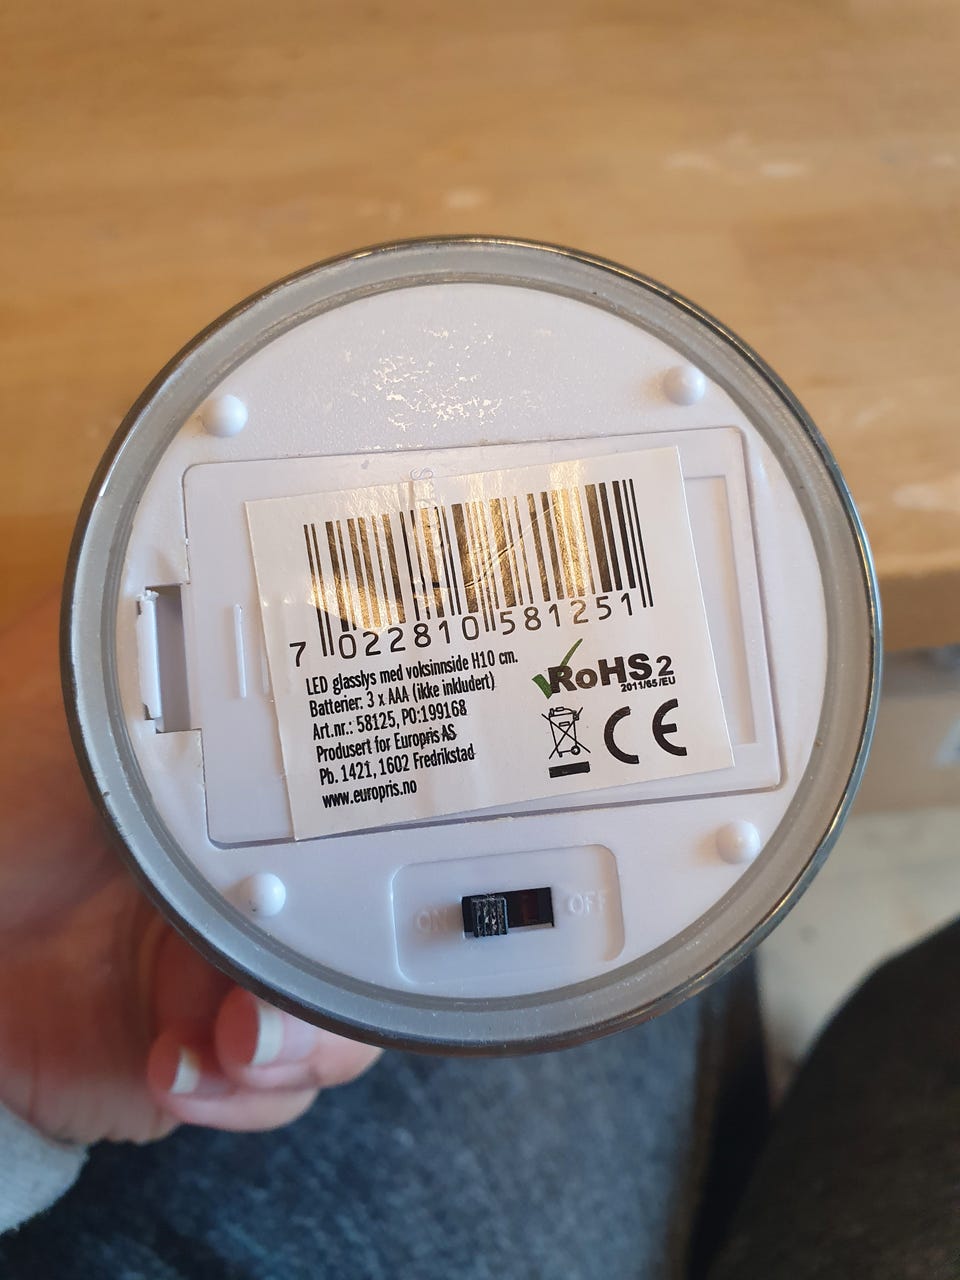 7 022810 581251
LED glasslys med voksinnside H10 cm.
Batterier: 3 x AAA (ikke inkludert)
Art.nr.: 58125, PO:199168
Produsert for Europris AS
Pb. 1421, 1602 Fredrikstad
www.europris.no
RoHS 2
2011/65/EU
CE
ON OFF